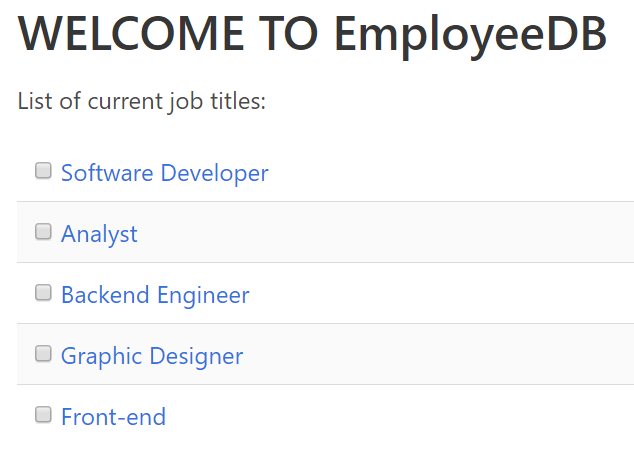 WELCOME TO EmployeeDB
List of current job titles:
Software Developer
Analyst
Backend Engineer
Graphic Designer
Front-end